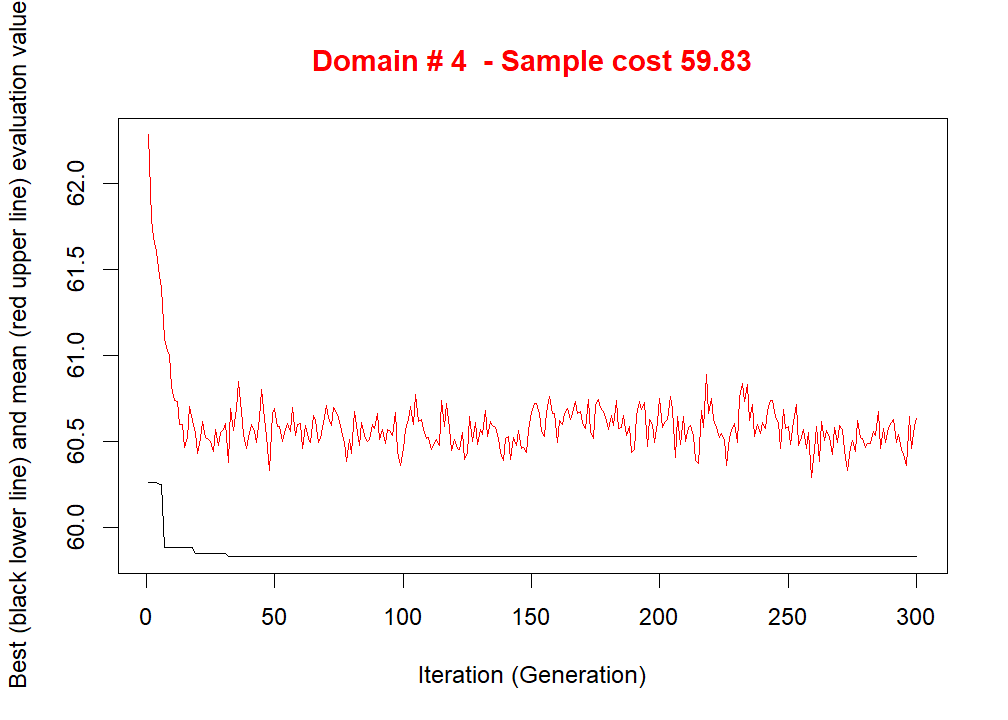 Domain # 4 - Sample cost 59.83
Best (black lower line) and mean (red upper line) evaluation value
62.0
61.5
61.0
60.5
60.0
0 50 100 150 200 250 300
Iteration (Generation)